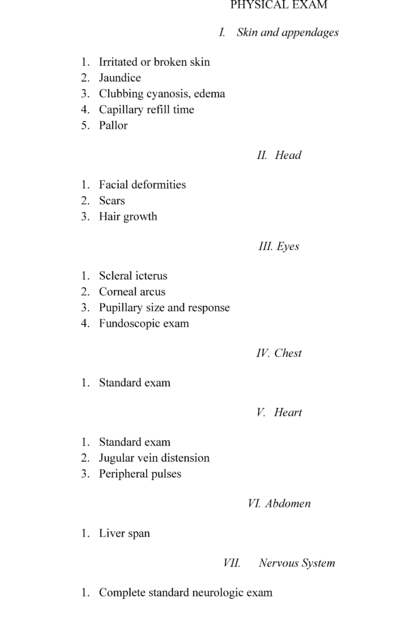 PHYSICAL EXAM
I. Skin and appendages
1. Irritated or broken skin
2. Jaundice
3. Clubbing cyanosis, edema
4. Capillary refill time
5. Pallor
II. Head
1. Facial deformities
2. Scars
3. Hair growth
III. Eyes
1. Scleral icterus
2. Corneal arcus
3. Pupillary size and response
4. Fundoscopic exam
IV. Chest
1. Standard exam
V. Heart
1. Standard exam
2. Jugular vein distension
3. Peripheral pulses
VI. Abdomen
1. Liver span
VII. Nervous System
1. Complete standard neurologic exam